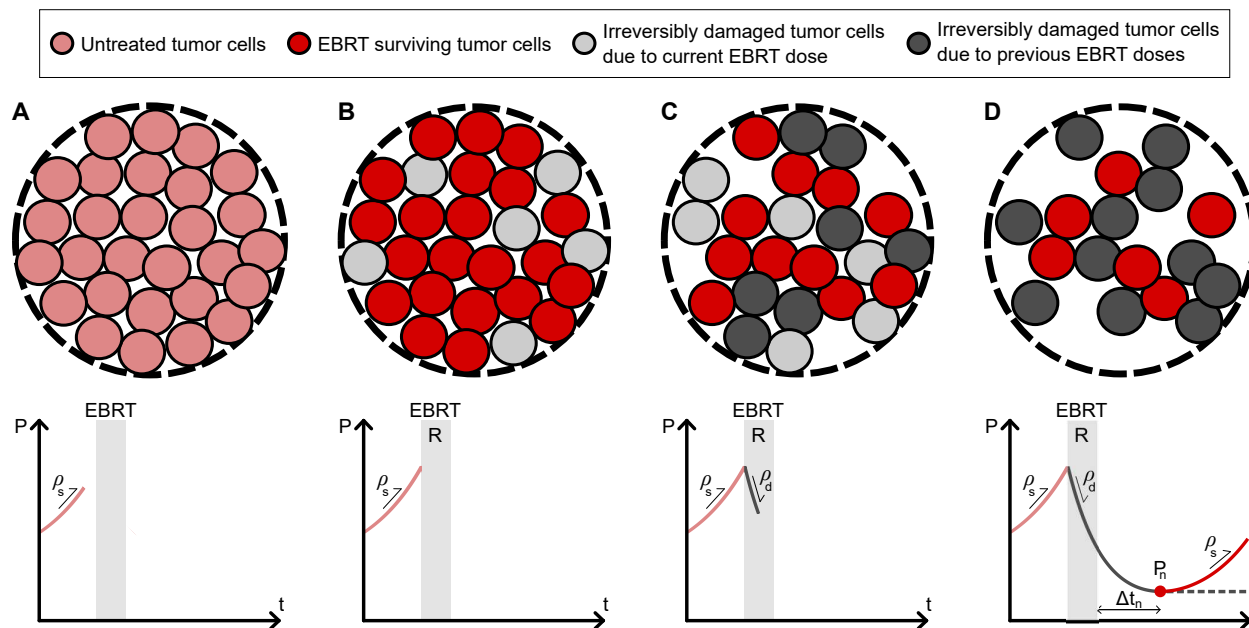 Untreated tumor cells
EBRT surviving tumor cells
Irreversibly damaged tumor cells
due to current EBRT dose
Irreversibly damaged tumor cells
due to previous EBRT doses
A
B
C
D
EBRT
P
ρs
t
EBRT
R
P
ρs
t
EBRT
R
P
ρs
ρd
t
EBRT
R
P
ρs
ρd
ρs
Pn
Δtn